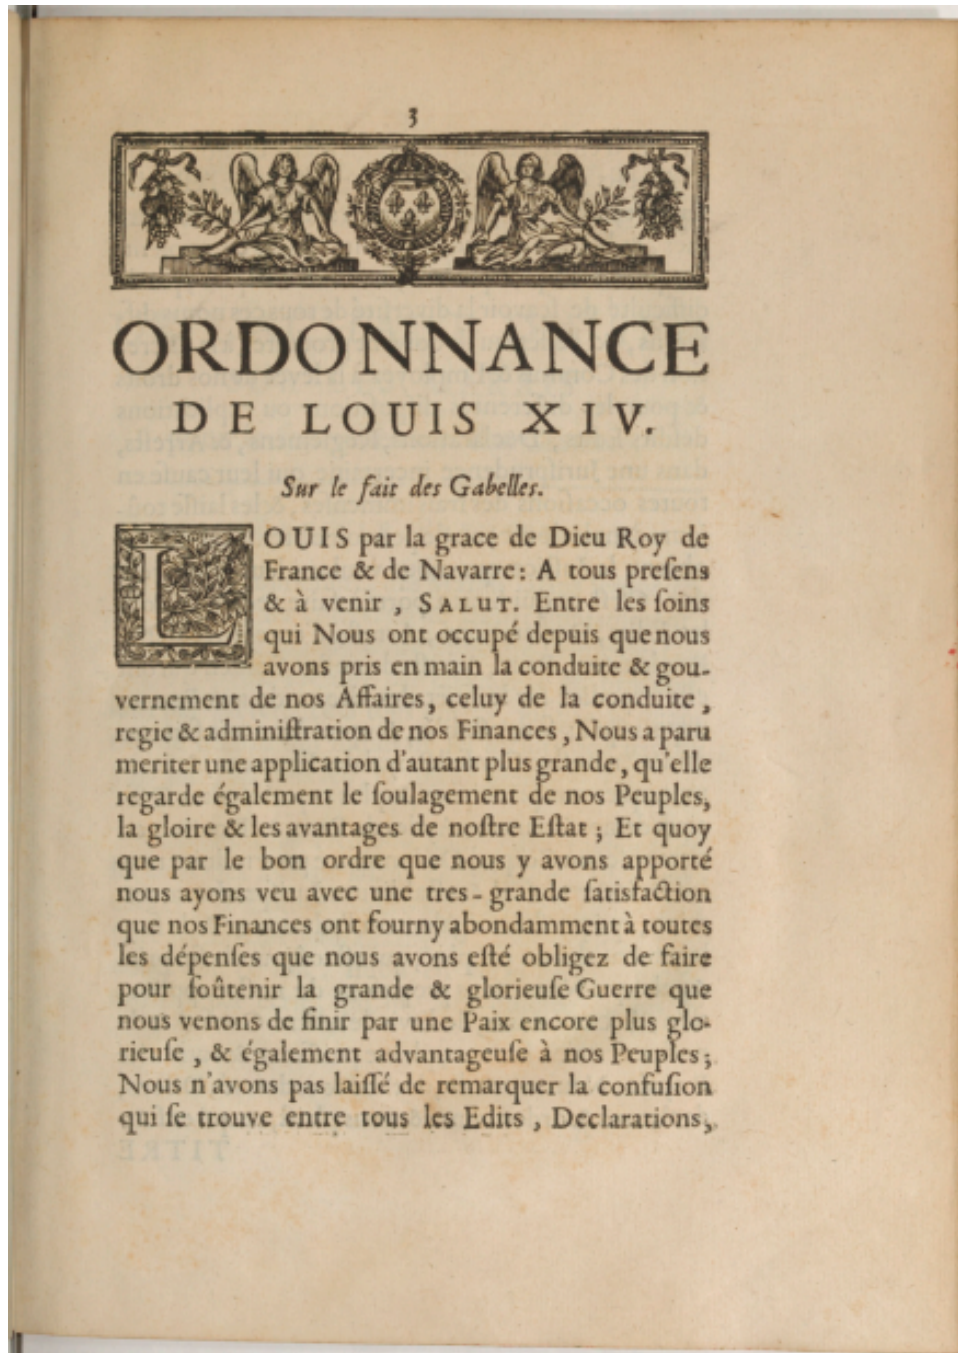 3
ORDONNANCE
DE LOUIS XIV.
Sur le fait des Gabelles.
LOUIS par la grace de Dieu Roy de
France & de Navarre: A tous preſens
& à venir, SALUT. Entre les ſoins
qui Nous ont occupé depuis que nous
avons pris en main la conduite & gou-
vernement de nos Affaires, celuy de la conduite,
regie & adminiſtration de nos Finances, Nous a paru
meriter une application d'autant plus grande, qu'elle
regarde également le ſoulagement de nos Peuples,
la gloire & les avantages de noſtre Eſtat; Et quoy
que par le bon ordre que nous y avons apporté
nous ayons veu avec une tres-grande ſatisfaction
que nos Finances ont fourny abondamment à toutes
les dépenſes que nous avons eſté obligez de faire
pour ſoûtenir la grande & glorieuſe Guerre que
nous venons de finir par une Paix encore plus glo-
rieuſe, & également advantageuſe à nos Peuples;
Nous n'avons pas laiſſé de remarquer la confuſion
qui ſe trouve entre tous les Edits, Declarations,